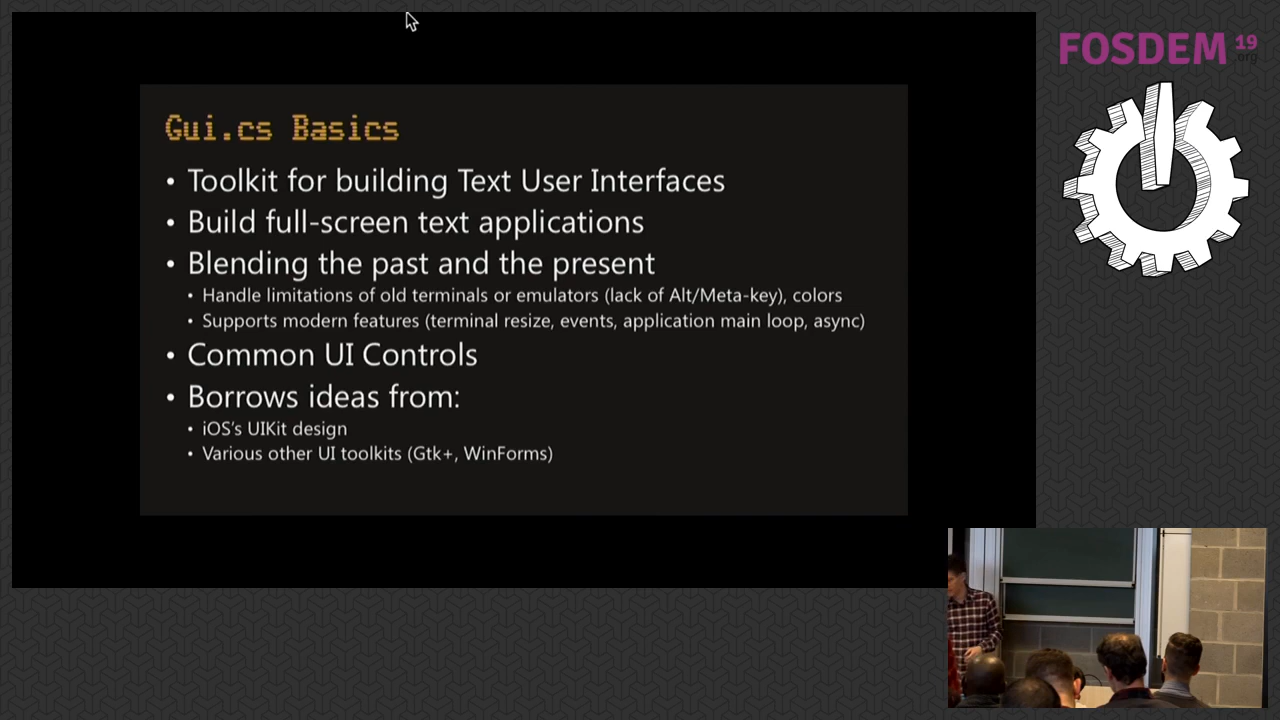 Gui.cs Basics
• Toolkit for building Text User Interfaces
• Build full-screen text applications
• Blending the past and the present
• Handle limitations of old terminals or emulators (lack of Alt/Meta-key), colors
• Supports modern features (terminal resize, events, application main loop, async)
• Common UI Controls
• Borrows ideas from:
• iOS's UIKit design
• Various other UI toolkits (Gtk+, WinForms)
FOSDEM 19
.org